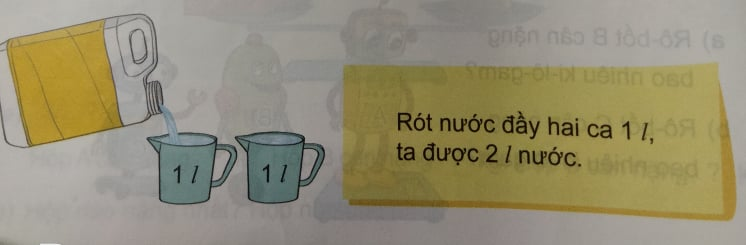 1 l
1 l
Rót nước đầy hai ca 1 l,
ta được 2 l nước.